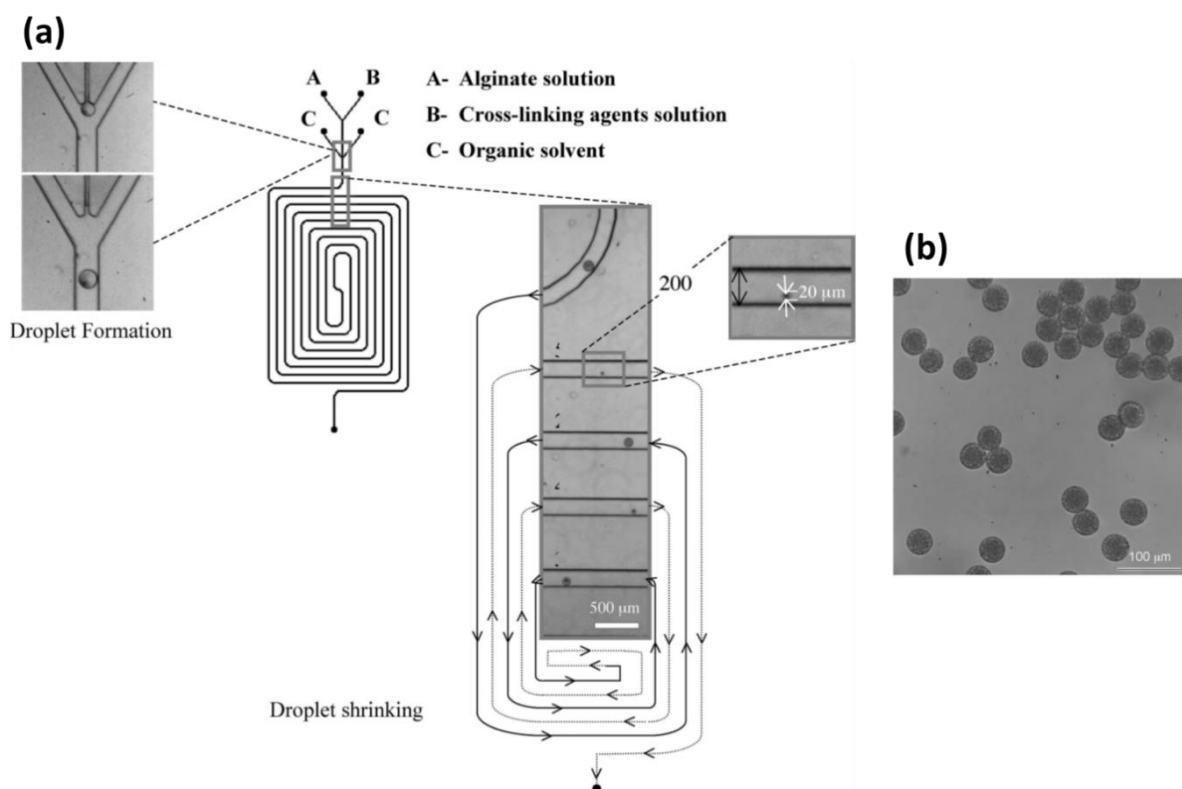 (a)
A B
C C
A- Alginate solution
B- Cross-linking agents solution
C- Organic solvent
Droplet Formation
200
20 μm
500 μm
Droplet shrinking
(b)
100 μm